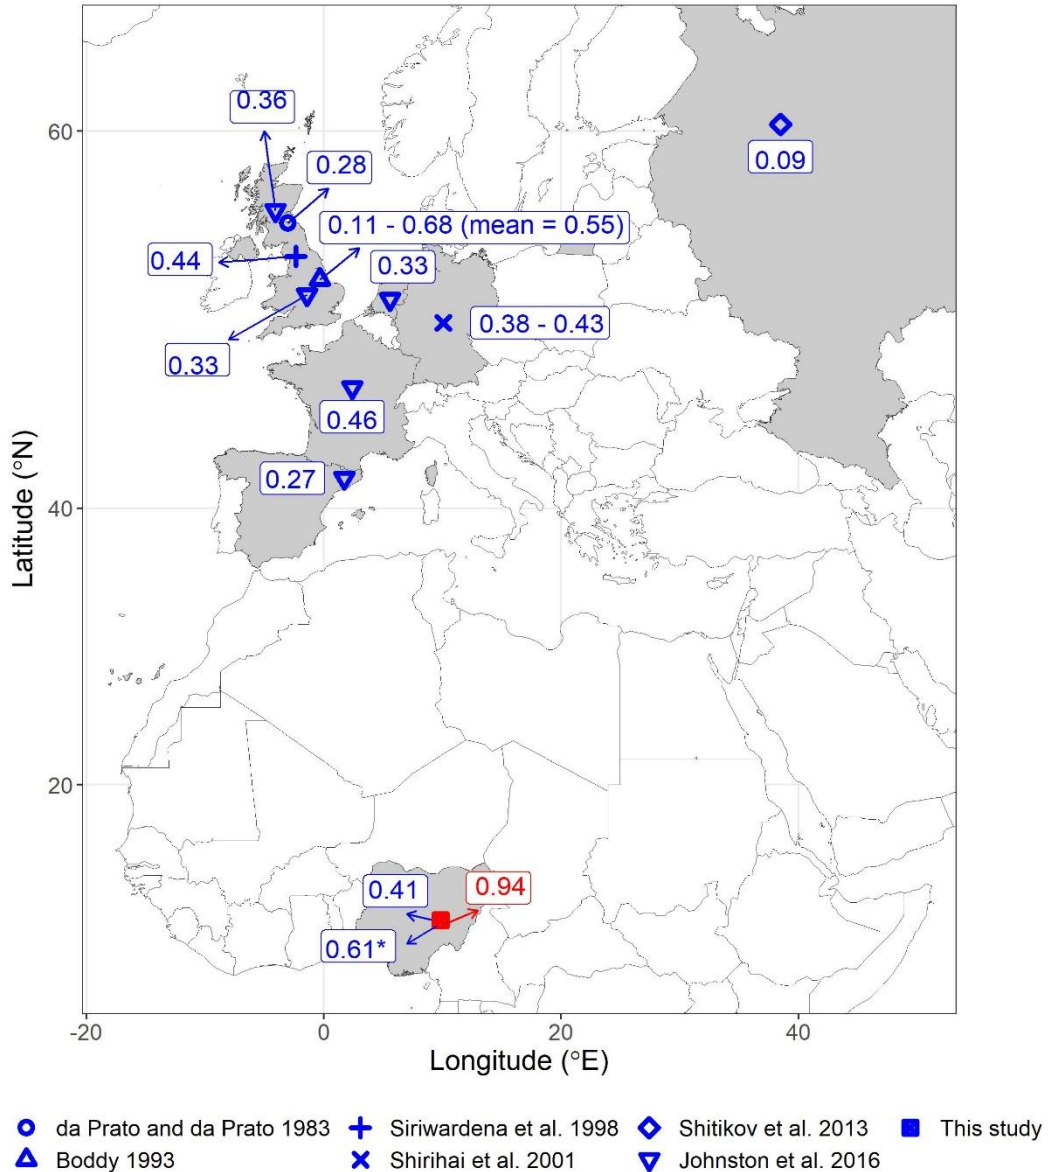 60
0.36
0.28
0.09
0.11 - 0.68 (mean = 0.55)
0.44
0.33
0.38 - 0.43
0.33
0.46
0.27
40
Latitude (°N)
20
0.41
0.94
0.61*
-20
0
20
40
Longitude (°E)
da Prato and da Prato 1983
Siriwardena et al. 1998
Shitikov et al. 2013
This study
Boddy 1993
Shirihai et al. 2001
Johnston et al. 2016